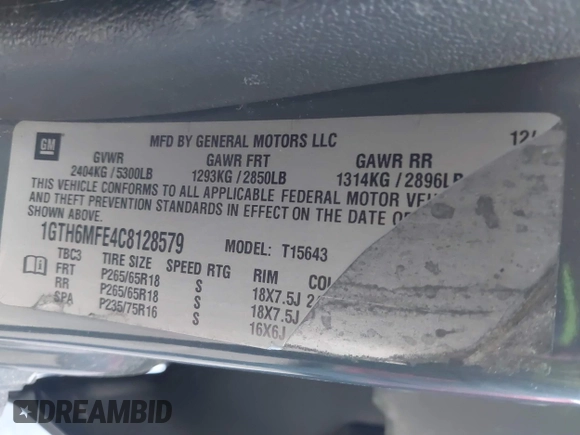 GM
MFD BY GENERAL MOTORS LLC 12/
GVWR GAWR FRT GAWR RR
2404KG / 5300LB 1293KG / 2850LB 1314KG / 2896LB
THIS VEHICLE CONFORMS TO ALL APPLICABLE FEDERAL MOTOR
AND THEFT PREVENTION STANDARDS IN EFFECT ON THE DATE O
SHOWN ABOVE.
1GTH6MFE4C8128579 MODEL: T15643
TBC3 TIRE SIZE SPEED RTG RIM
FRT P265/65R18 S 18X7.5J
RR P265/65R18 S 18X7.5J
SPA P235/75R16 S 16X6J
DREAMBID